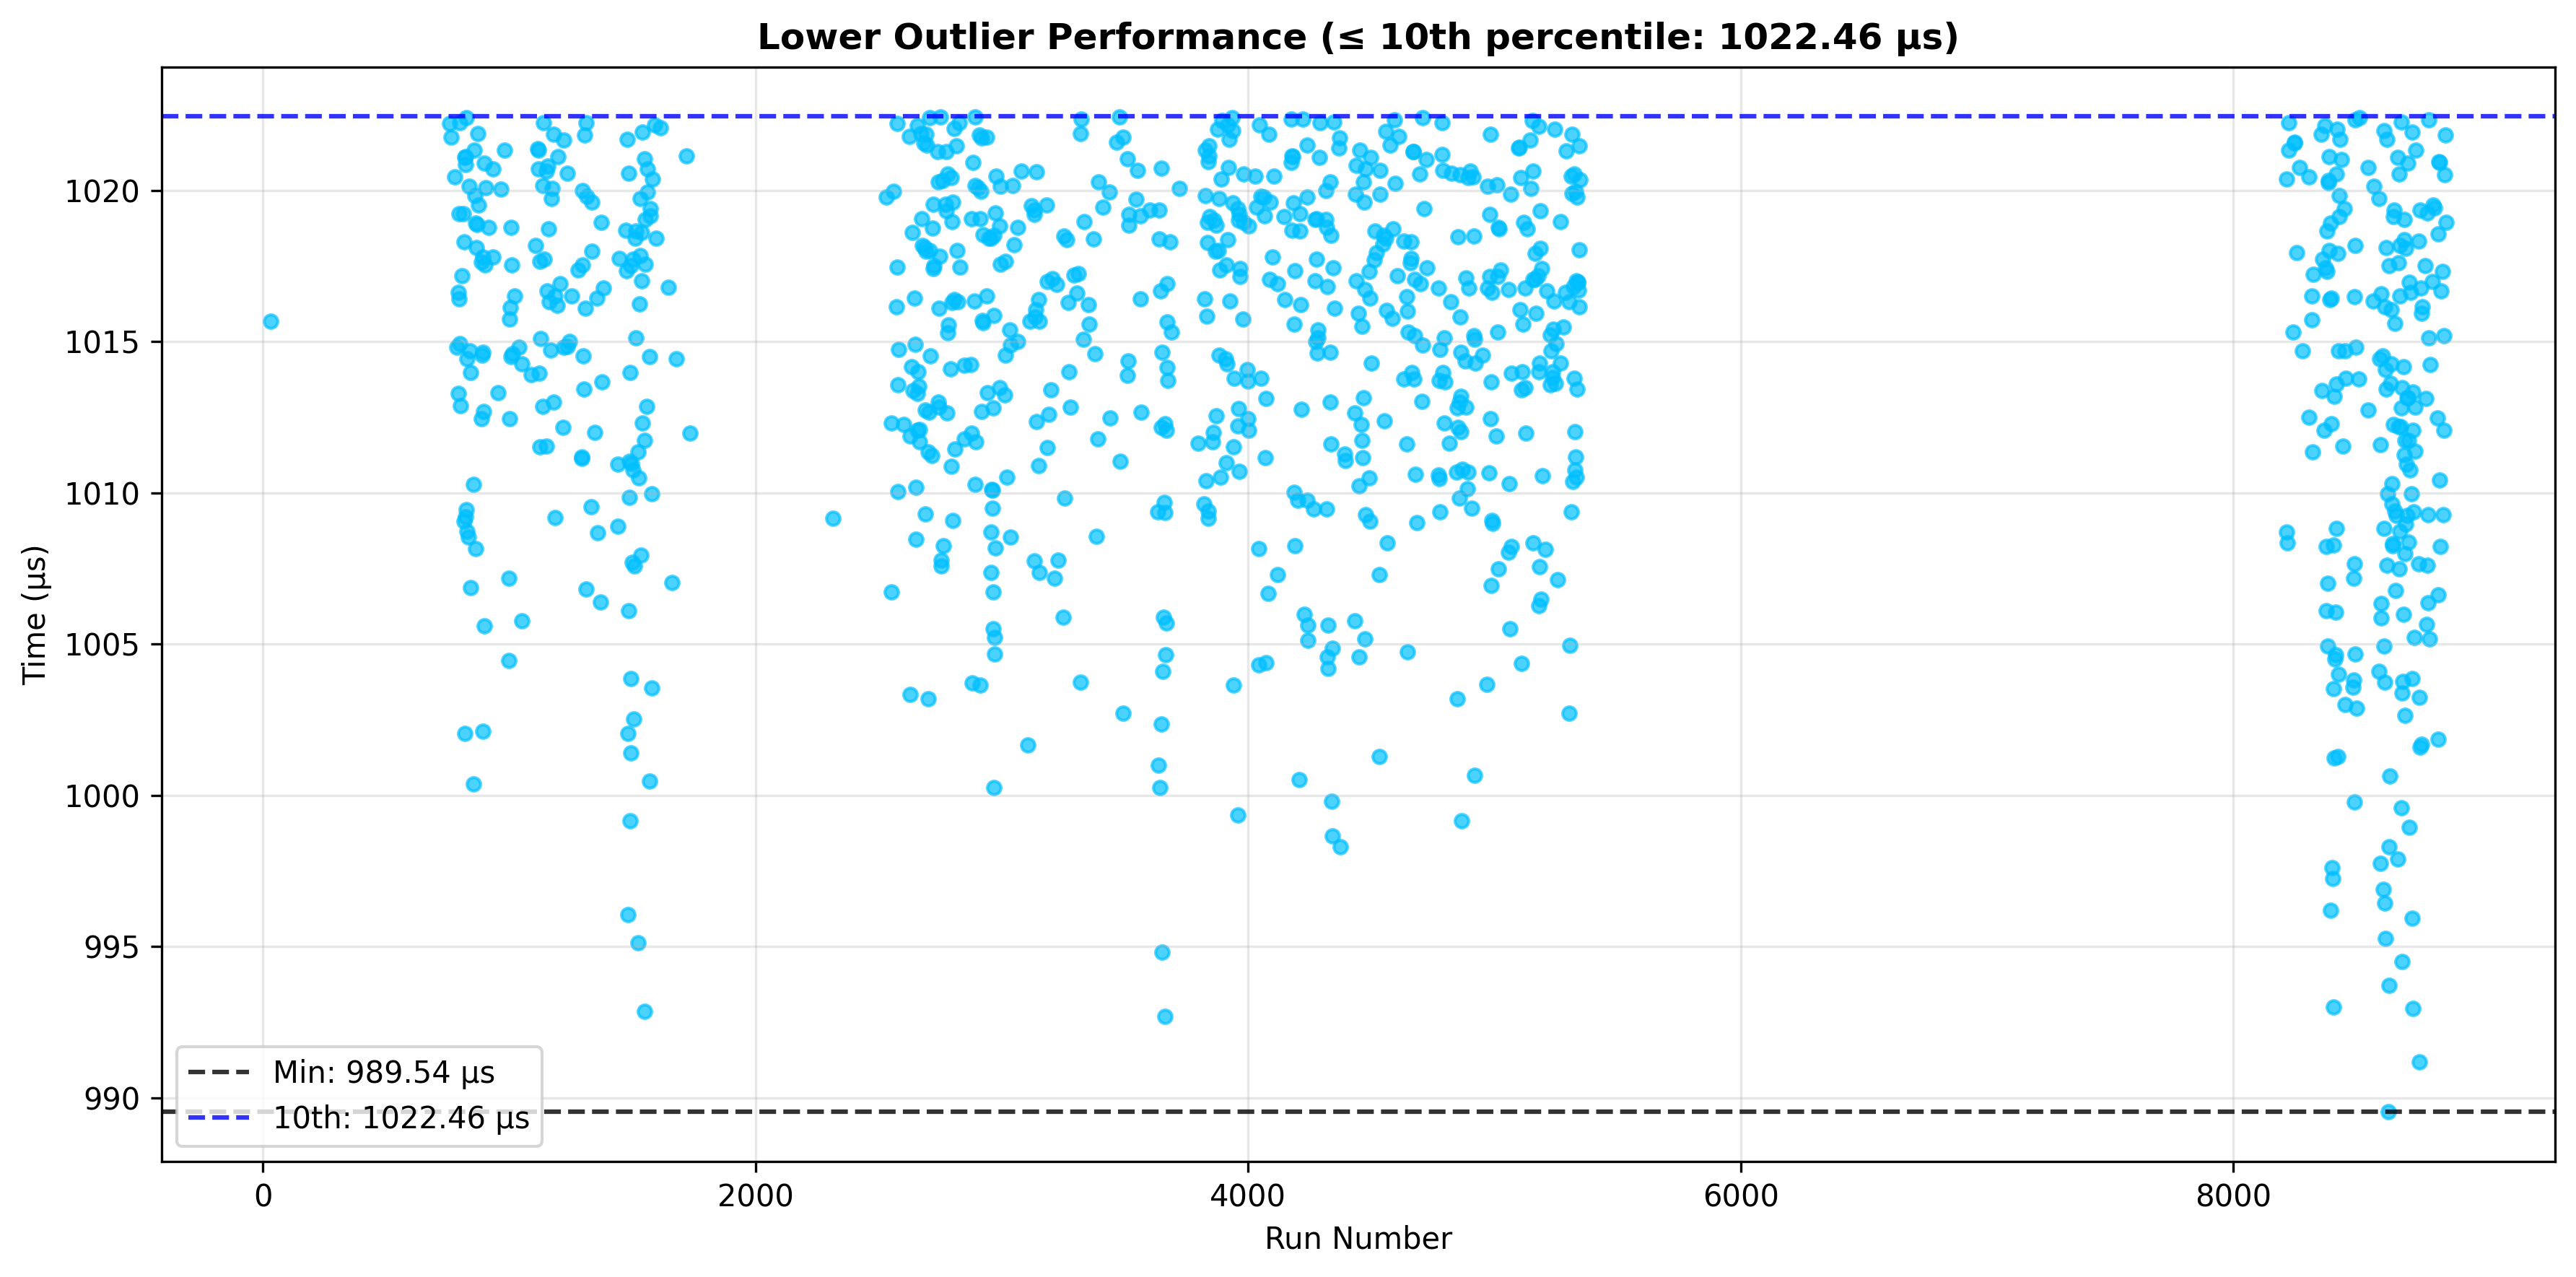 Lower Outlier Performance (≤ 10th percentile: 1022.46 µs)
Time (µs)
1020
1015
1010
1005
1000
995
990
Min: 989.54 µs
10th: 1022.46 µs
0
2000
4000
6000
8000
Run Number